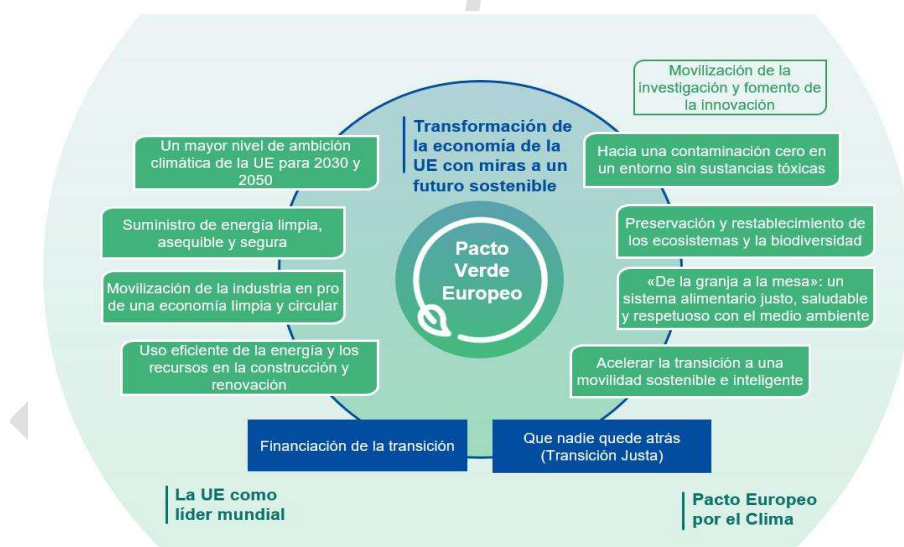 Movilización de la
investigación y fomento de
la innovación
Transformación de
la economía de la
UE con miras a un
futuro sostenible
Un mayor nivel de ambición
climática de la UE para 2030 y
2050
Hacia una contaminación cero en
un entorno sin sustancias tóxicas
Suministro de energía limpia,
asequible y segura
Preservación y restablecimiento de
los ecosistemas y la biodiversidad
Pacto
Verde
Europeo
Movilización de la industria en pro
de una economía limpia y circular
«De la granja a la mesa»: un
sistema alimentario justo, saludable
y respetuoso con el medio ambiente
Uso eficiente de la energía y los
recursos en la construcción y
renovación
Acelerar la transición a una
movilidad sostenible e inteligente
Financiación de la transición
Que nadie quede atrás
(Transición Justa)
La UE como
líder mundial
Pacto Europeo
por el Clima